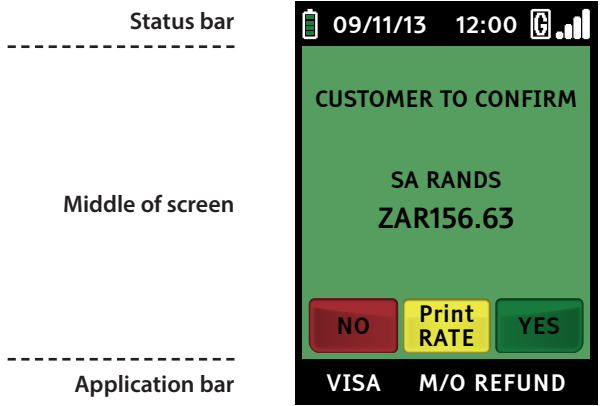 Status bar
09/11/13 12:00 G
CUSTOMER TO CONFIRM
SA RANDS
Middle of screen
ZAR156.63
NO
Print
RATE
YES
Application bar
VISA M/O REFUND